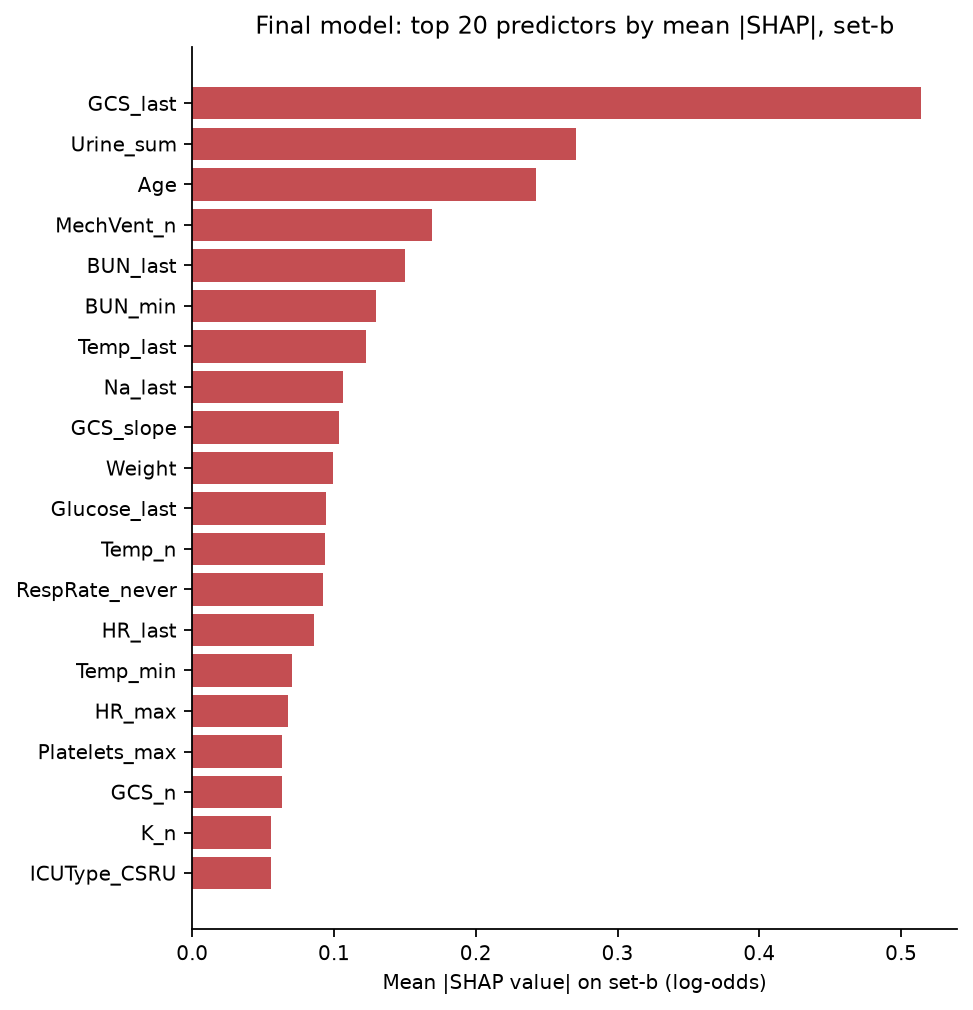 Final model: top 20 predictors by mean |SHAP|, set-b
GCS_last
Urine_sum
Age
MechVent_n
BUN_last
BUN_min
Temp_last
Na_last
GCS_slope
Weight
Glucose_last
Temp_n
RespRate_never
HR_last
Temp_min
HR_max
Platelets_max
GCS_n
K_n
ICUType_CSRU
0.0 0.1 0.2 0.3 0.4 0.5
Mean |SHAP value| on set-b (log-odds)